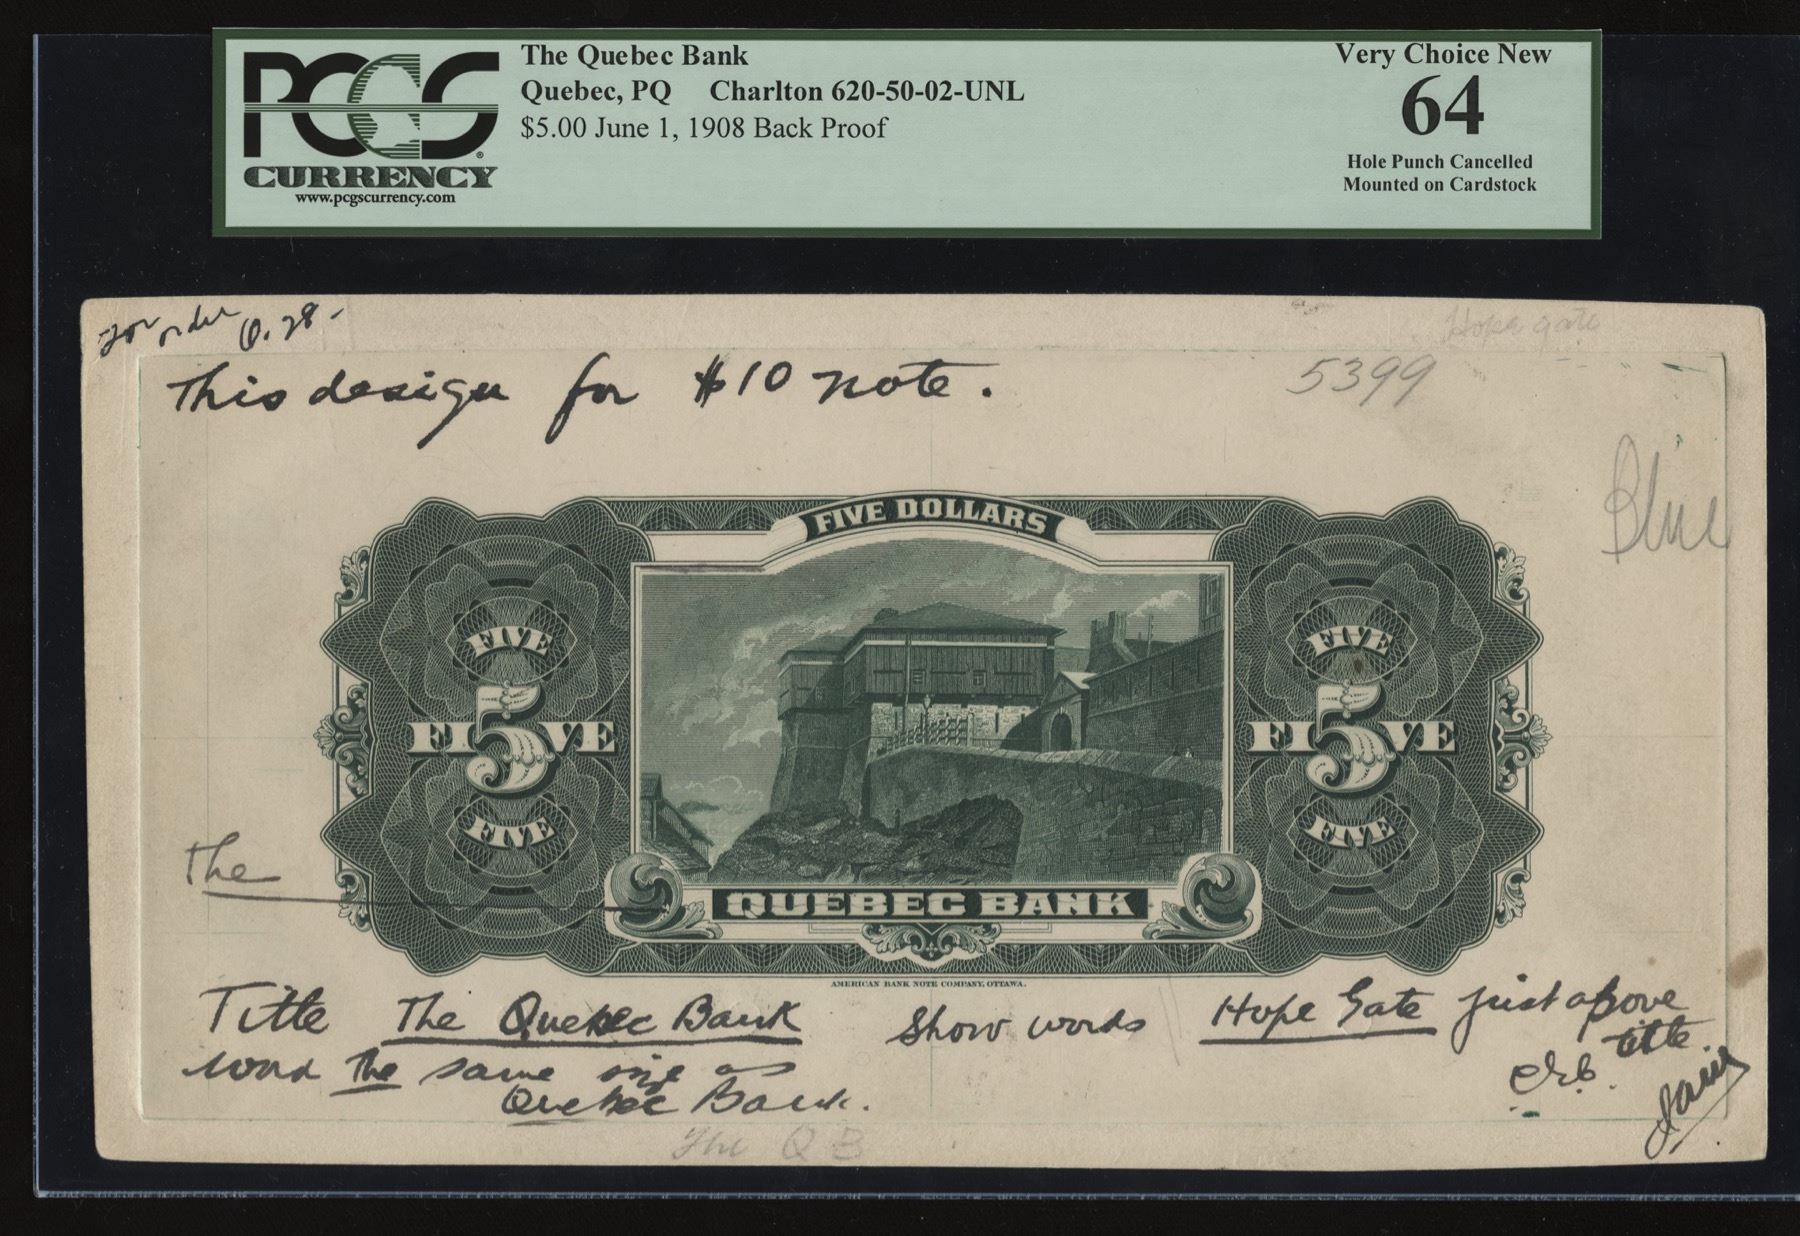 PCGS
CURRENCY
www.pcgscurrency.com
The Quebec Bank
Quebec, PQ Charlton 620-50-02-UNL
$5.00 June 1, 1908 Back Proof
Very Choice New
64
Hole Punch Cancelled
Mounted on Cardstock
For order
Hope gate
This design for $10 note.
5399
Blue
FIVE DOLLARS
FIVE
FIVE
5
FIVE
FIVE
FIVE
5
FIVE
The
QUEBEC BANK
AMERICAN BANK NOTE COMPANY, OTTAWA.
Title The Quebec Bank Show words Hope Gate just above
title.
word The same size as
Quebec Bank.
The Q B